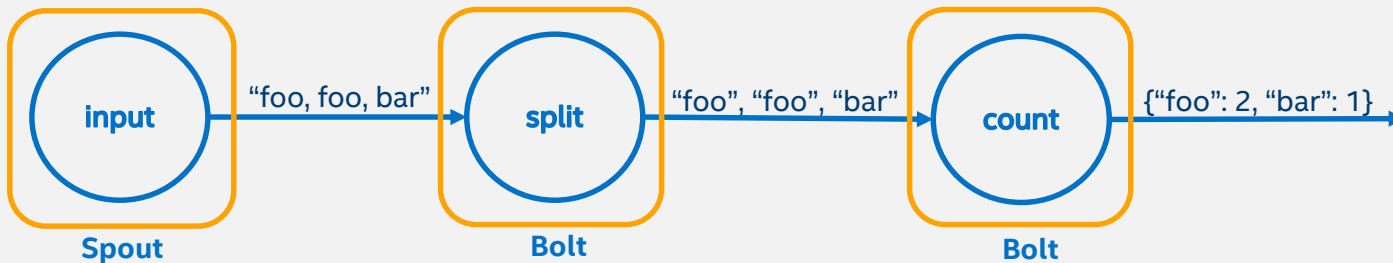 input
“foo, foo, bar”
split
“foo”, “foo”, “bar”
count
{“foo”: 2, “bar”: 1}
Spout
Bolt
Bolt